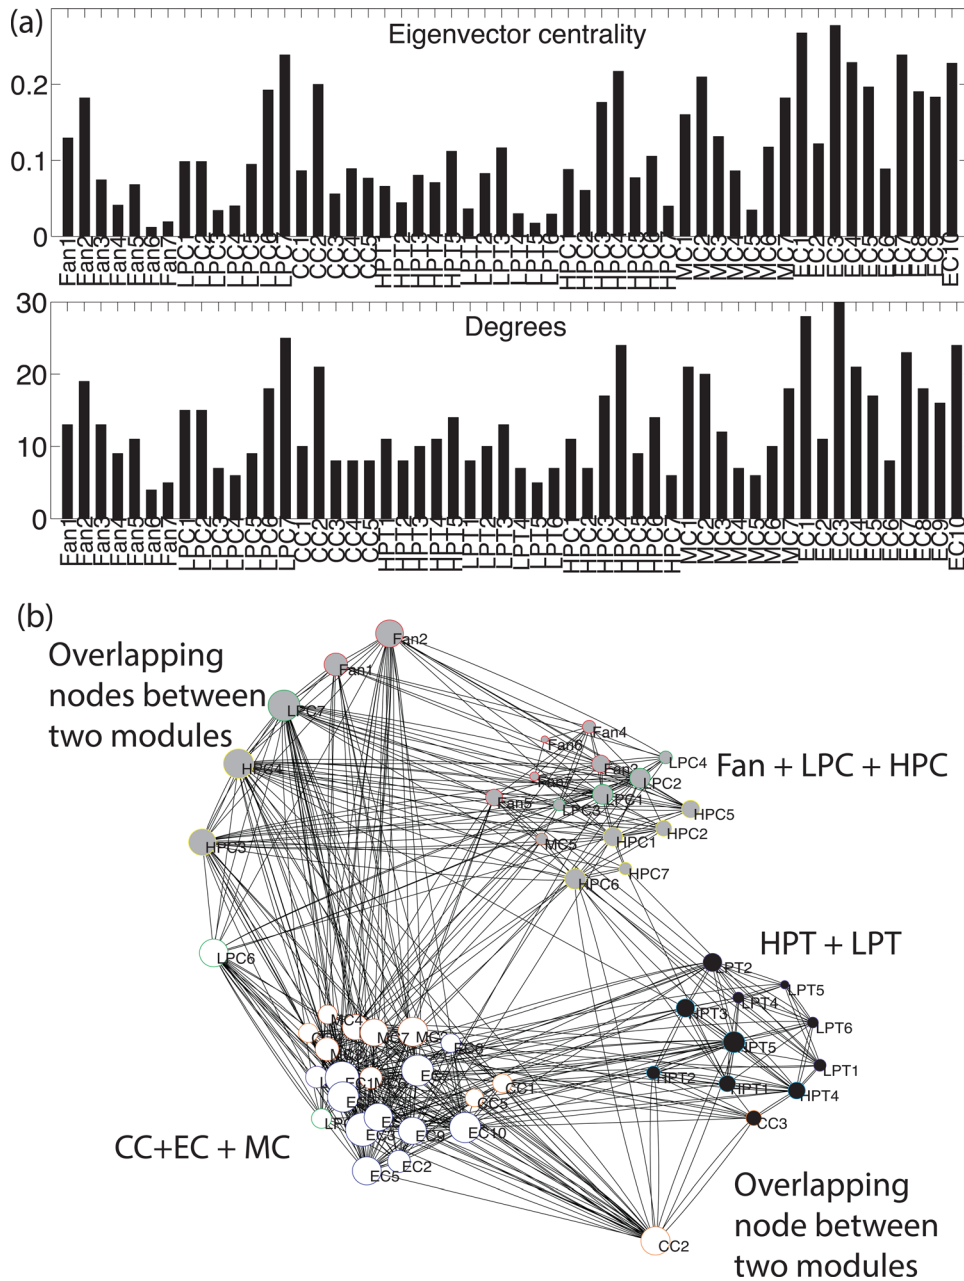 (a)
Eigenvector centrality
0.2
0.1
0
Fan1 Fan2 Fan3 Fan4 Fan5 Fan6 Fan7 LPC1 LPC2 LPC3 LPC4 LPC5 LPC6 LPC7 CC1 CC2 CC3 CC4 CC5 HPT1 HPT2 HPT3 HPT4 HPT5 LPT1 LPT2 LPT3 LPT4 LPT5 LPT6 HPC1 HPC2 HPC3 HPC4 HPC5 HPC6 HPC7 MC1 MC2 MC3 MC4 MC5 MC6 MC7 EC1 EC2 EC3 EC4 EC5 EC6 EC7 EC8 EC9 EC10
30
Degrees
20
10
0
Fan1 Fan2 Fan3 Fan4 Fan5 Fan6 Fan7 LPC1 LPC2 LPC3 LPC4 LPC5 LPC6 LPC7 CC1 CC2 CC3 CC4 CC5 HPT1 HPT2 HPT3 HPT4 HPT5 LPT1 LPT2 LPT3 LPT4 LPT5 LPT6 HPC1 HPC2 HPC3 HPC4 HPC5 HPC6 HPC7 MC1 MC2 MC3 MC4 MC5 MC6 MC7 EC1 EC2 EC3 EC4 EC5 EC6 EC7 EC8 EC9 EC10
(b)
Overlapping
nodes between
two modules
Fan2
Fan1
LPC7
HPC4
HPC3
LPC6
Fan4
Fan6
Fan3
Fan7
Fan5
LPC4
LPC2
LPC1
LPC3
HPC5
HPC2
HPC1
MC5
HPC7
HPC6
Fan + LPC + HPC
HPT + LPT
LPT2
LPT5
LPT4
HPT3
LPT6
HPT5
LPT1
HPT2
HPT1
HPT4
CC3
MC4
MC7
EC6
CC1
CC5
EC10
EC9
EC3
EC2
EC5
CC+EC + MC
CC2
Overlapping
node between
two modules